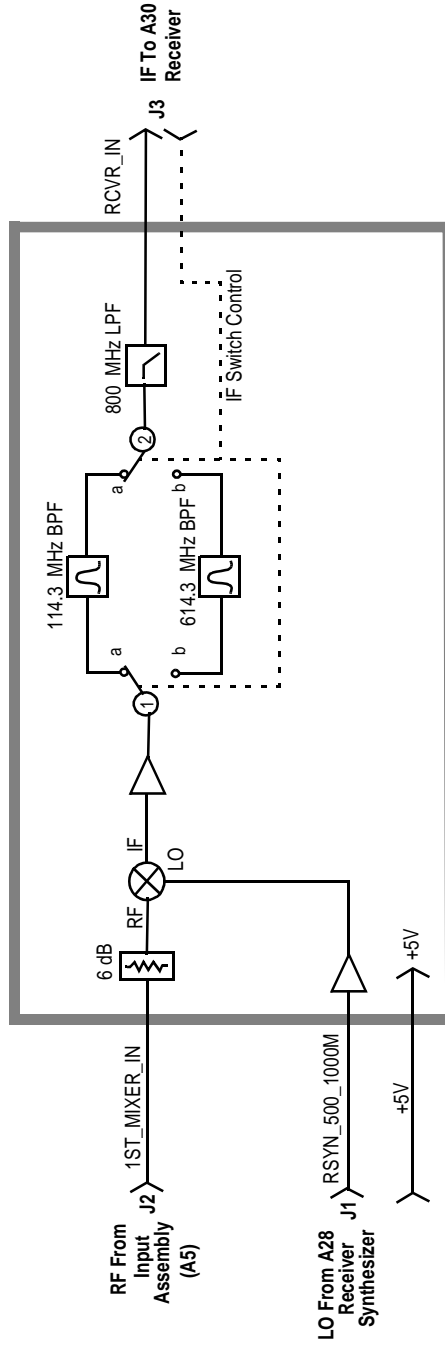 RF From
Input
Assembly
(A5)
J2
1ST_MIXER_IN
6 dB
RF
IF
LO
1
a
b
114.3 MHz BPF
614.3 MHz BPF
a
b
2
800 MHz LPF
IF Switch Control
RCVR_IN
J3
IF To A30
Receiver
LO From A28
Receiver
Synthesizer
J1
RSYN_500_1000M
+5V
+5V